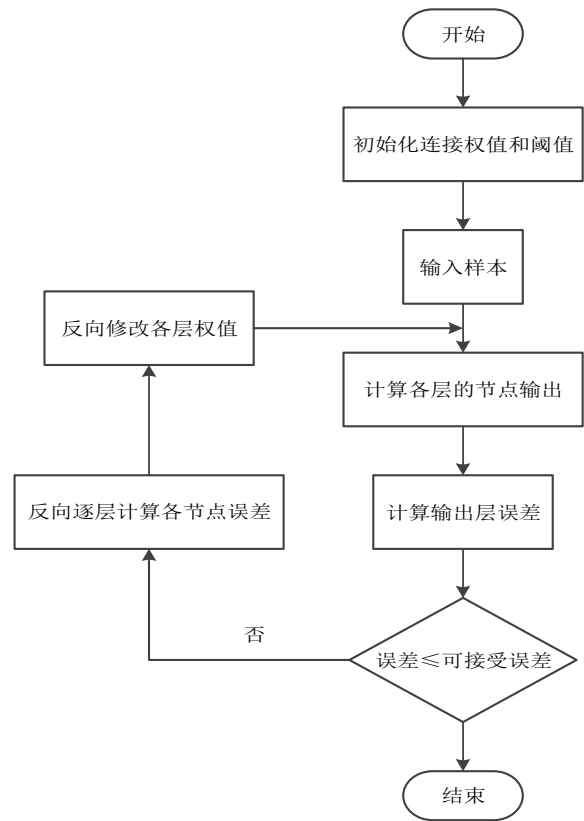 开始
初始化连接权值和阈值
输入样本
反向修改各层权值
计算各层的节点输出
反向逐层计算各节点误差
计算输出层误差
否
误差≤可接受误差
结束